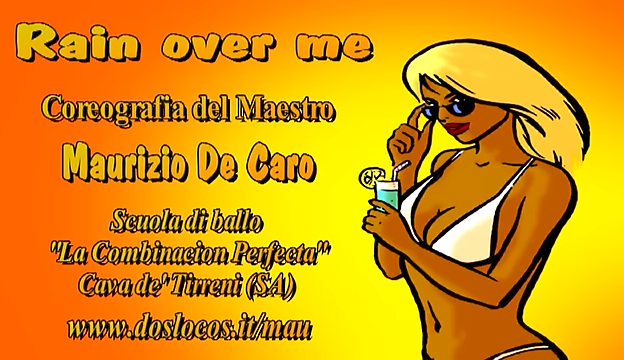 Rain over me
Coreografia del Maestro
Maurizio De Caro
Scuola di ballo
"La Combinacion Perfecta"
Cava de' Tirreni (SA)
www.doslocos.it/mau